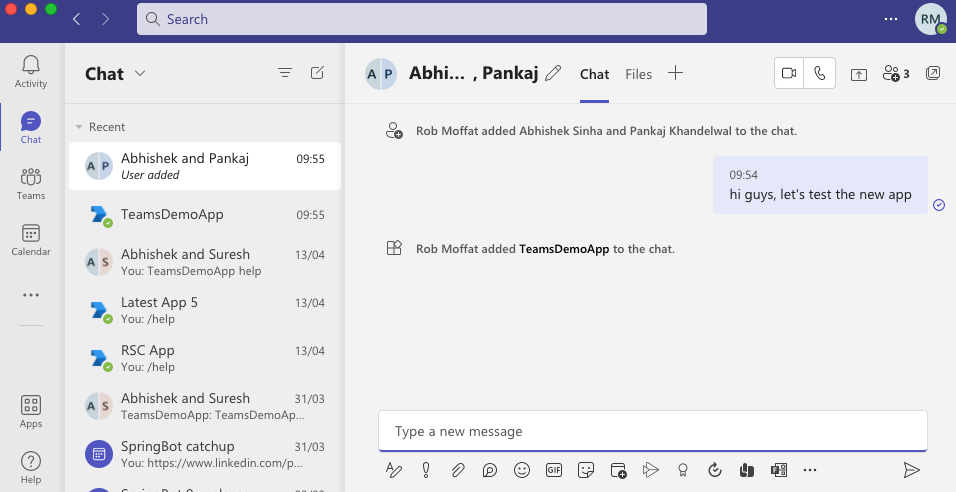 Search
RM
Activity
Chat
Teams
Calendar
Apps
Help
Chat
Recent
A P
Abhishek and Pankaj 09:55
User added
TeamsDemoApp 09:55
A S
Abhishek and Suresh 13/04
You: TeamsDemoApp help
Latest App 5 13/04
You: /help
RSC App 13/04
You: /help
A S
Abhishek and Suresh 31/03
TeamsDemoApp: TeamsDemoAp...
SpringBot catchup 31/03
You: https://www.linkedin.com/p...
A P
Abhi... , Pankaj
Chat Files
3
Rob Moffat added Abhishek Sinha and Pankaj Khandelwal to the chat.
09:54
hi guys, let's test the new app
Rob Moffat added TeamsDemoApp to the chat.
Type a new message
GIF